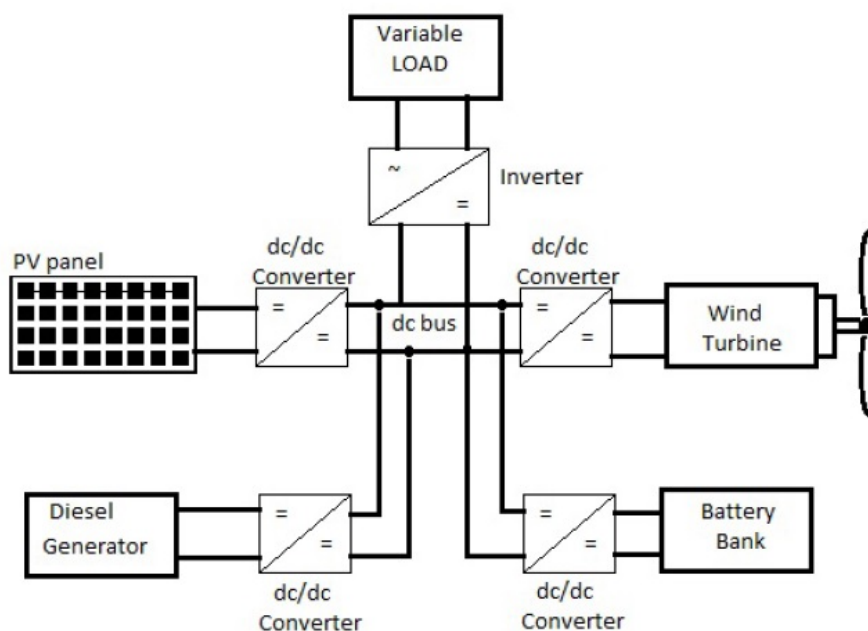 Variable
LOAD
~
=
Inverter
PV panel
dc/dc
Converter
=
=
dc bus
dc/dc
Converter
=
=
Wind
Turbine
Diesel
Generator
=
=
dc/dc
Converter
=
=
dc/dc
Converter
Battery
Bank